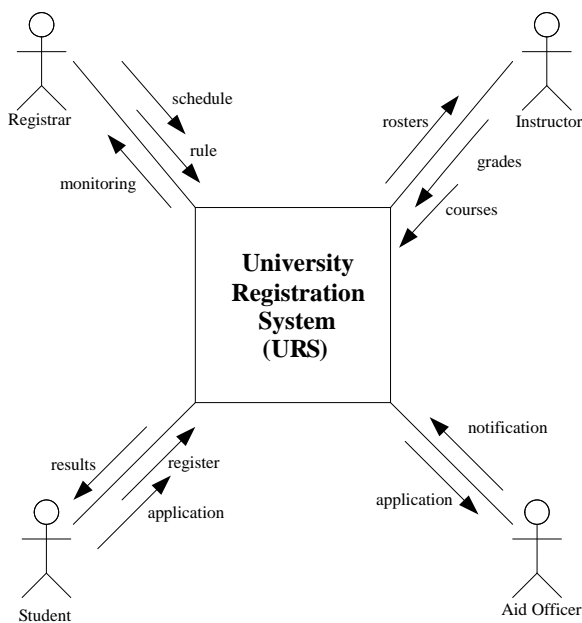 schedule
Registrar
rosters
Instructor
rule
monitoring
grades
courses
University
Registration
System
(URS)
notification
results
register
application
application
Student
Aid Officer